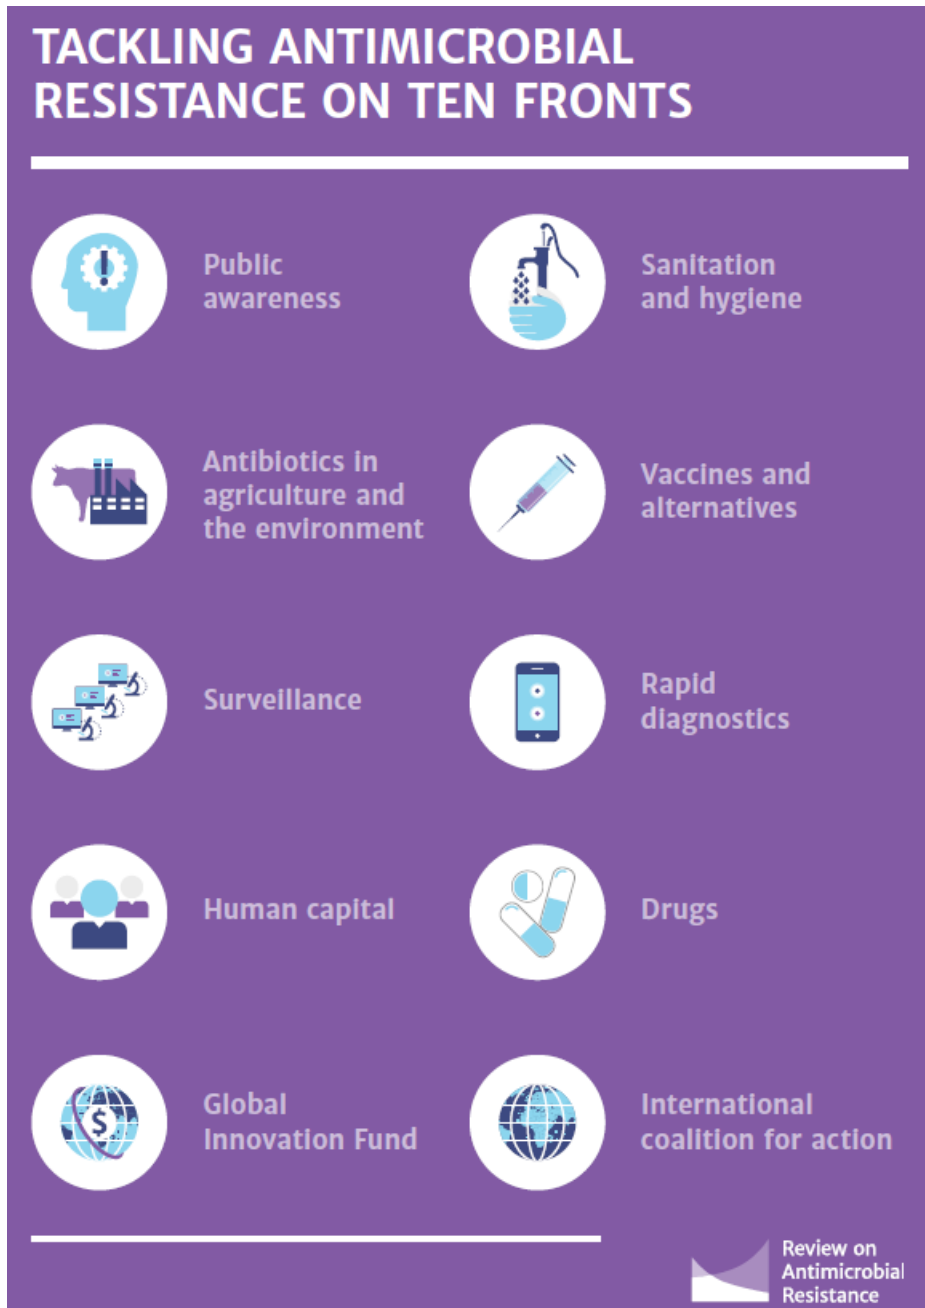 TACKLING ANTIMICROBIAL
RESISTANCE ON TEN FRONTS
Public
awareness
Sanitation
and hygiene
Antibiotics in
agriculture and
the environment
Vaccines and
alternatives
Surveillance
Rapid
diagnostics
Human capital
Drugs
$
Global
Innovation Fund
International
coalition for action
Review on
Antimicrobial
Resistance